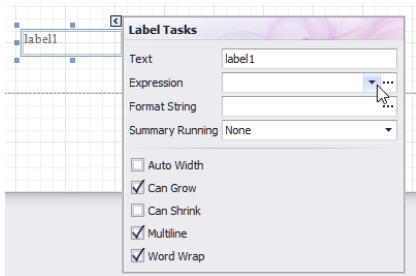 label1
Label Tasks
Text label1
Expression
Format String
Summary Running None
Auto Width
Can Grow
Can Shrink
Multiline
Word Wrap